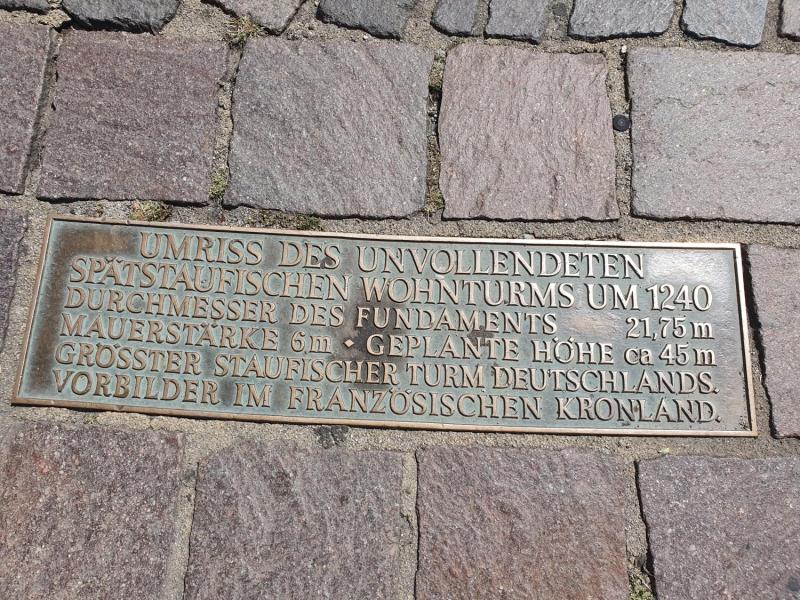 UMRISS DES UNVOLLENDETEN
SPÄTSTAUFISCHEN WOHNTURMS UM 1240
DURCHMESSER DES FUNDAMENTS 21,75 m
MAUERSTÄRKE 6 m • GEPLANTE HÖHE ca 45 m
GRÖSSTER STAUFISCHER TURM DEUTSCHLANDS.
VORBILDER IM FRANZÖSISCHEN KRONLAND.